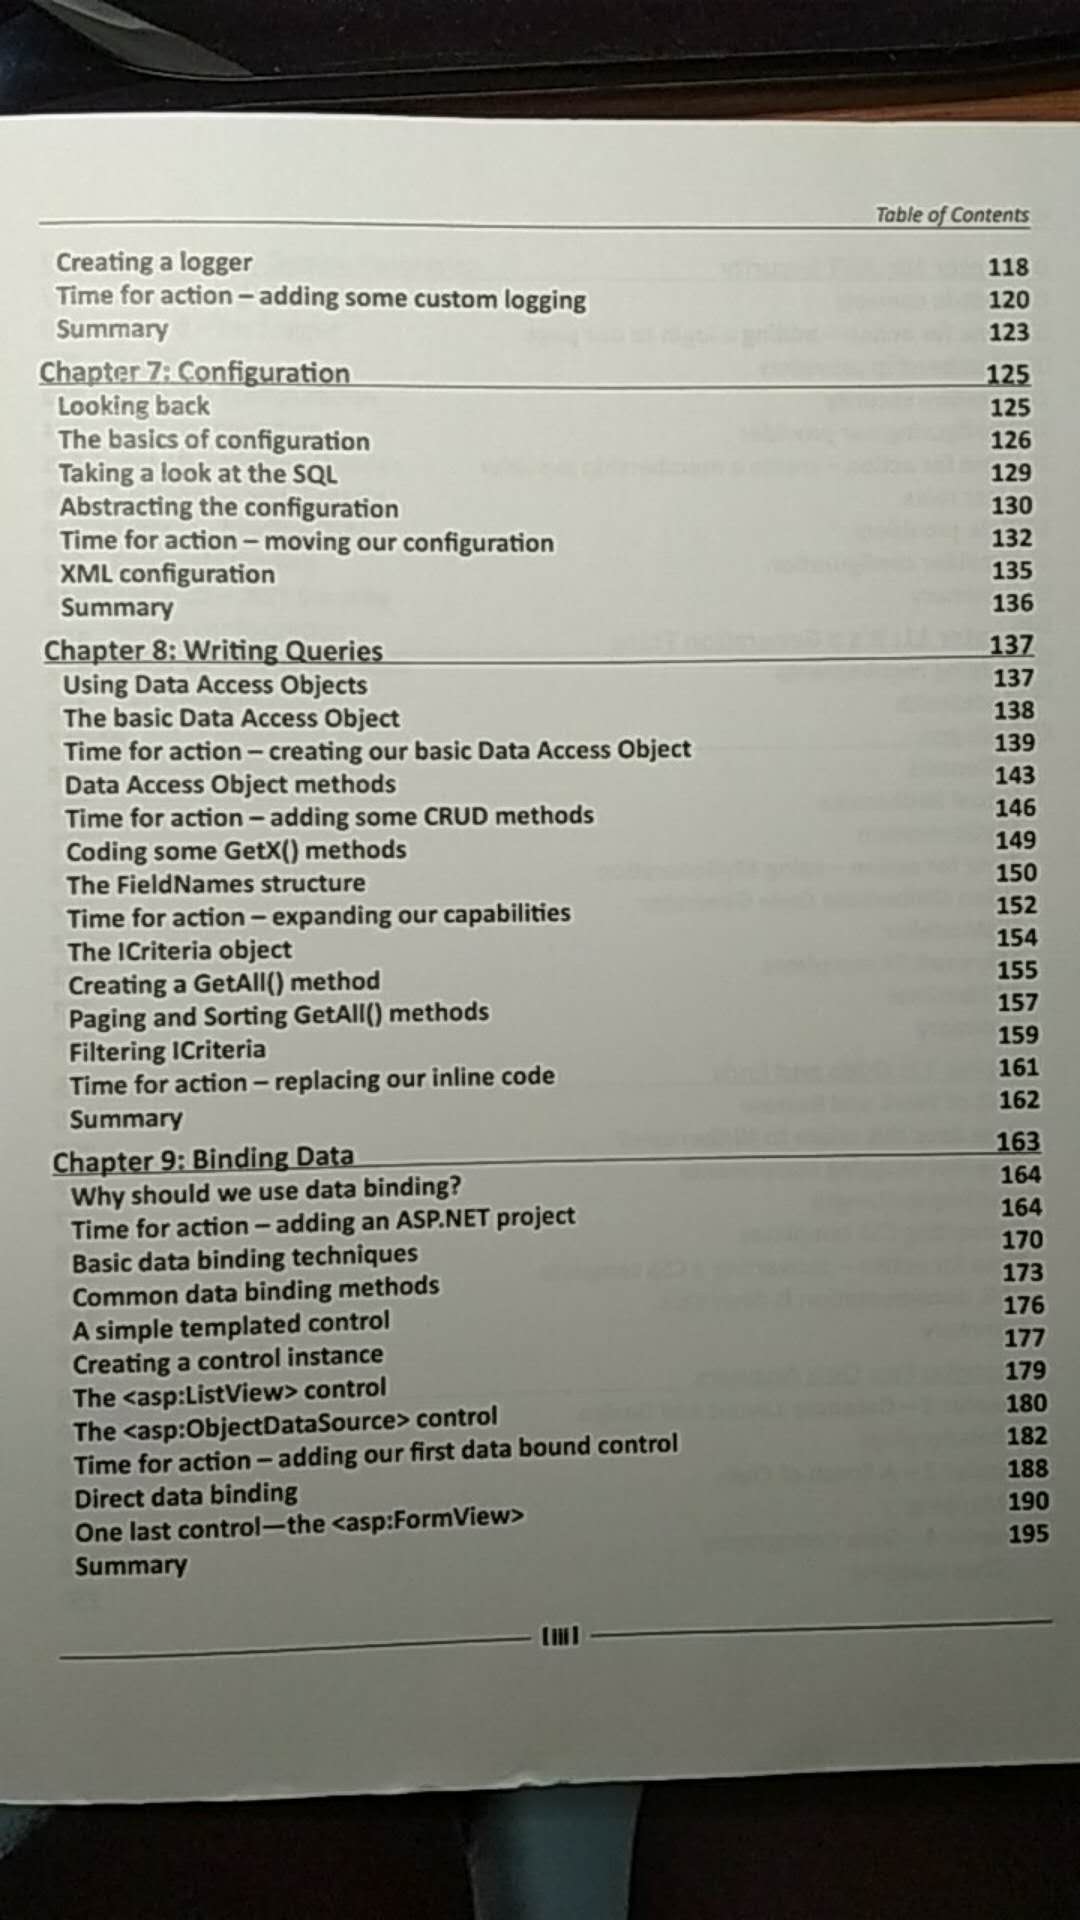 Table of Contents
Creating a logger 118
Time for action – adding some custom logging 120
Summary 123
Chapter 7: Configuration 125
Looking back 125
The basics of configuration 126
Taking a look at the SQL 129
Abstracting the configuration 130
Time for action – moving our configuration 132
XML configuration 135
Summary 136
Chapter 8: Writing Queries 137
Using Data Access Objects 137
The basic Data Access Object 138
Time for action – creating our basic Data Access Object 139
Data Access Object methods 143
Time for action – adding some CRUD methods 146
Coding some GetX() methods 149
The FieldNames structure 150
Time for action – expanding our capabilities 152
The ICriteria object 154
Creating a GetAll() method 155
Paging and Sorting GetAll() methods 157
Filtering ICriteria 159
Time for action – replacing our inline code 161
Summary 162
Chapter 9: Binding Data 163
Why should we use data binding? 164
Time for action – adding an ASP.NET project 164
Basic data binding techniques 170
Common data binding methods 173
A simple templated control 176
Creating a control instance 177
The <asp:ListView> control 179
The <asp:ObjectDataSource> control 180
Time for action – adding our first data bound control 182
Direct data binding 188
One last control—the <asp:FormView> 190
Summary 195
[iii]